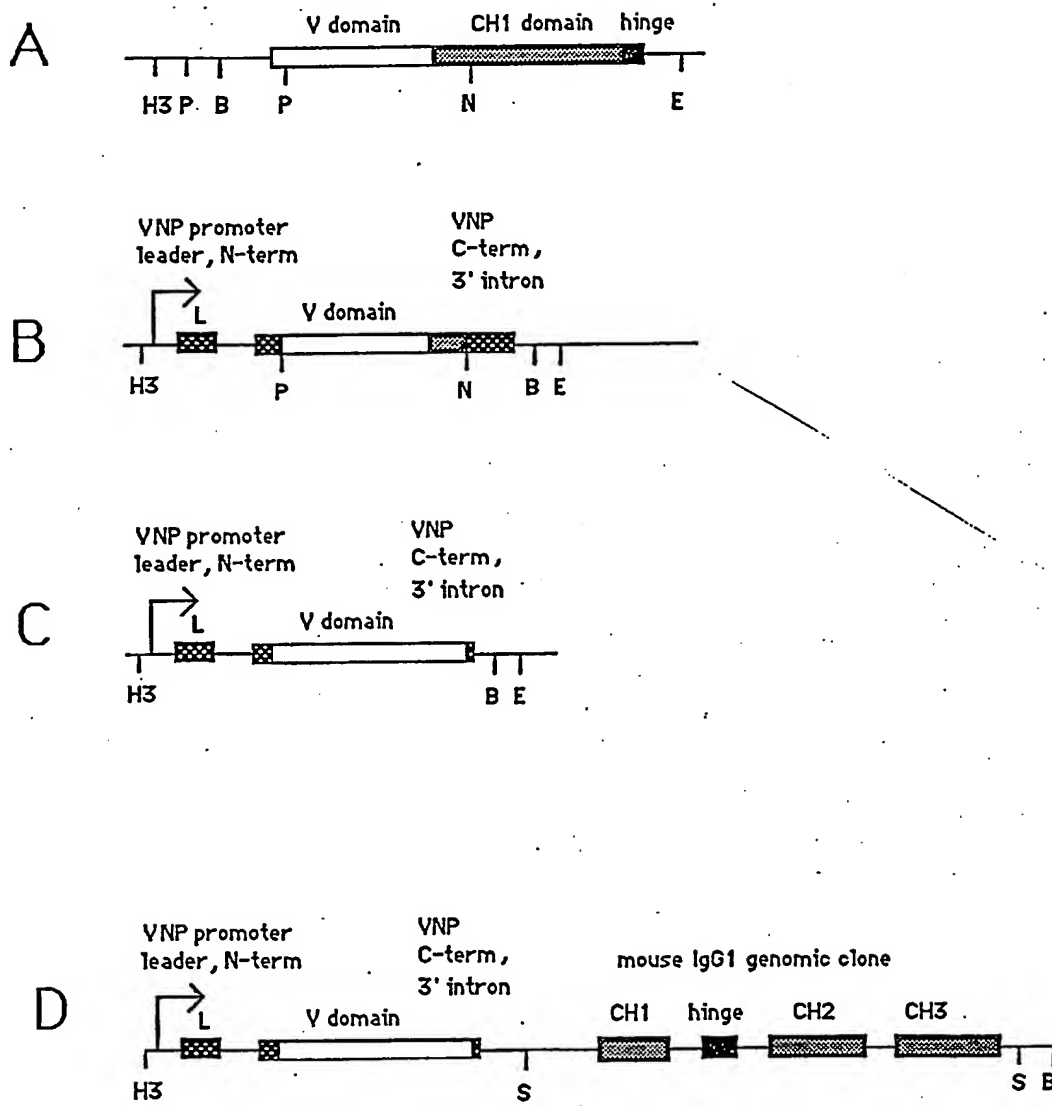 A
V domain CH1 domain hinge
H3 P B P N E
B
VNP promoter
leader, N-term
VNP
C-term,
3' intron
L
V domain
H3 P N B E
C
VNP promoter
leader, N-term
VNP
C-term,
3' intron
L
V domain
H3 B E
D
VNP promoter
leader, N-term
VNP
C-term,
3' intron
mouse IgG1 genomic clone
L
V domain
CH1 hinge CH2 CH3
H3 S S B